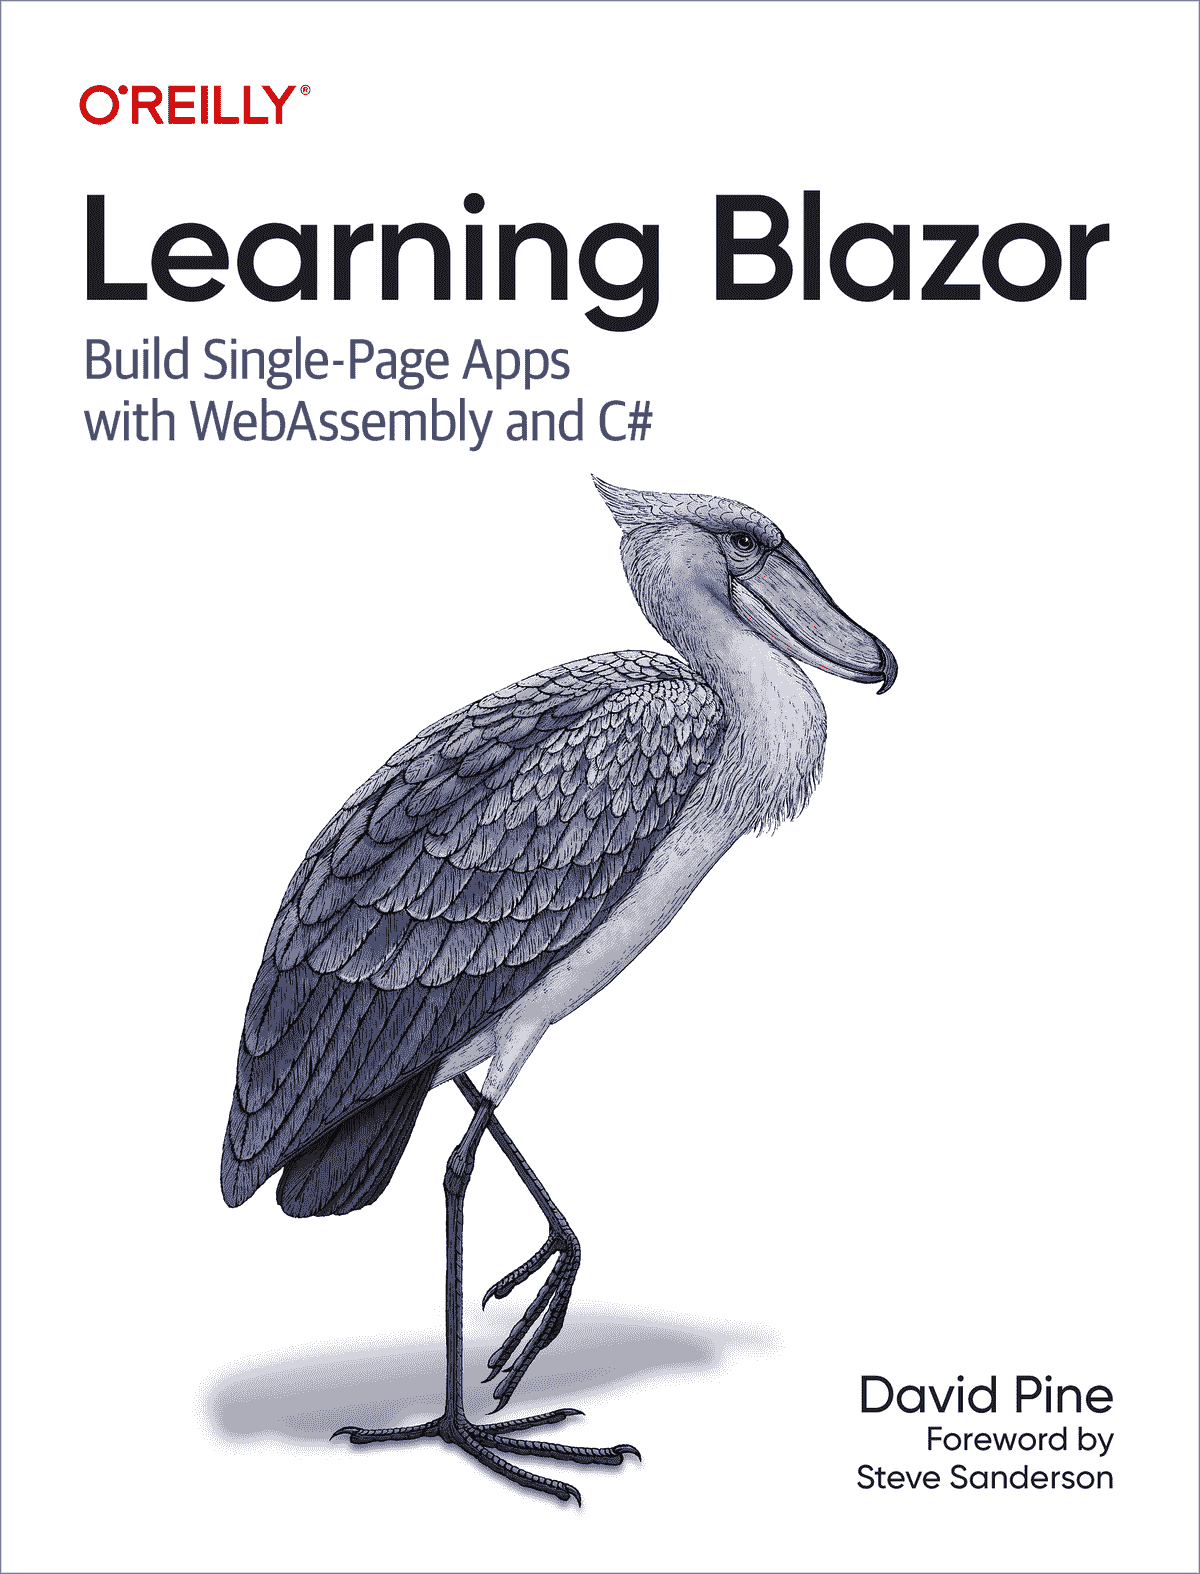 O'REILLY®
Learning Blazor
Build Single-Page Apps
with WebAssembly and C#
David Pine
Foreword by
Steve Sanderson